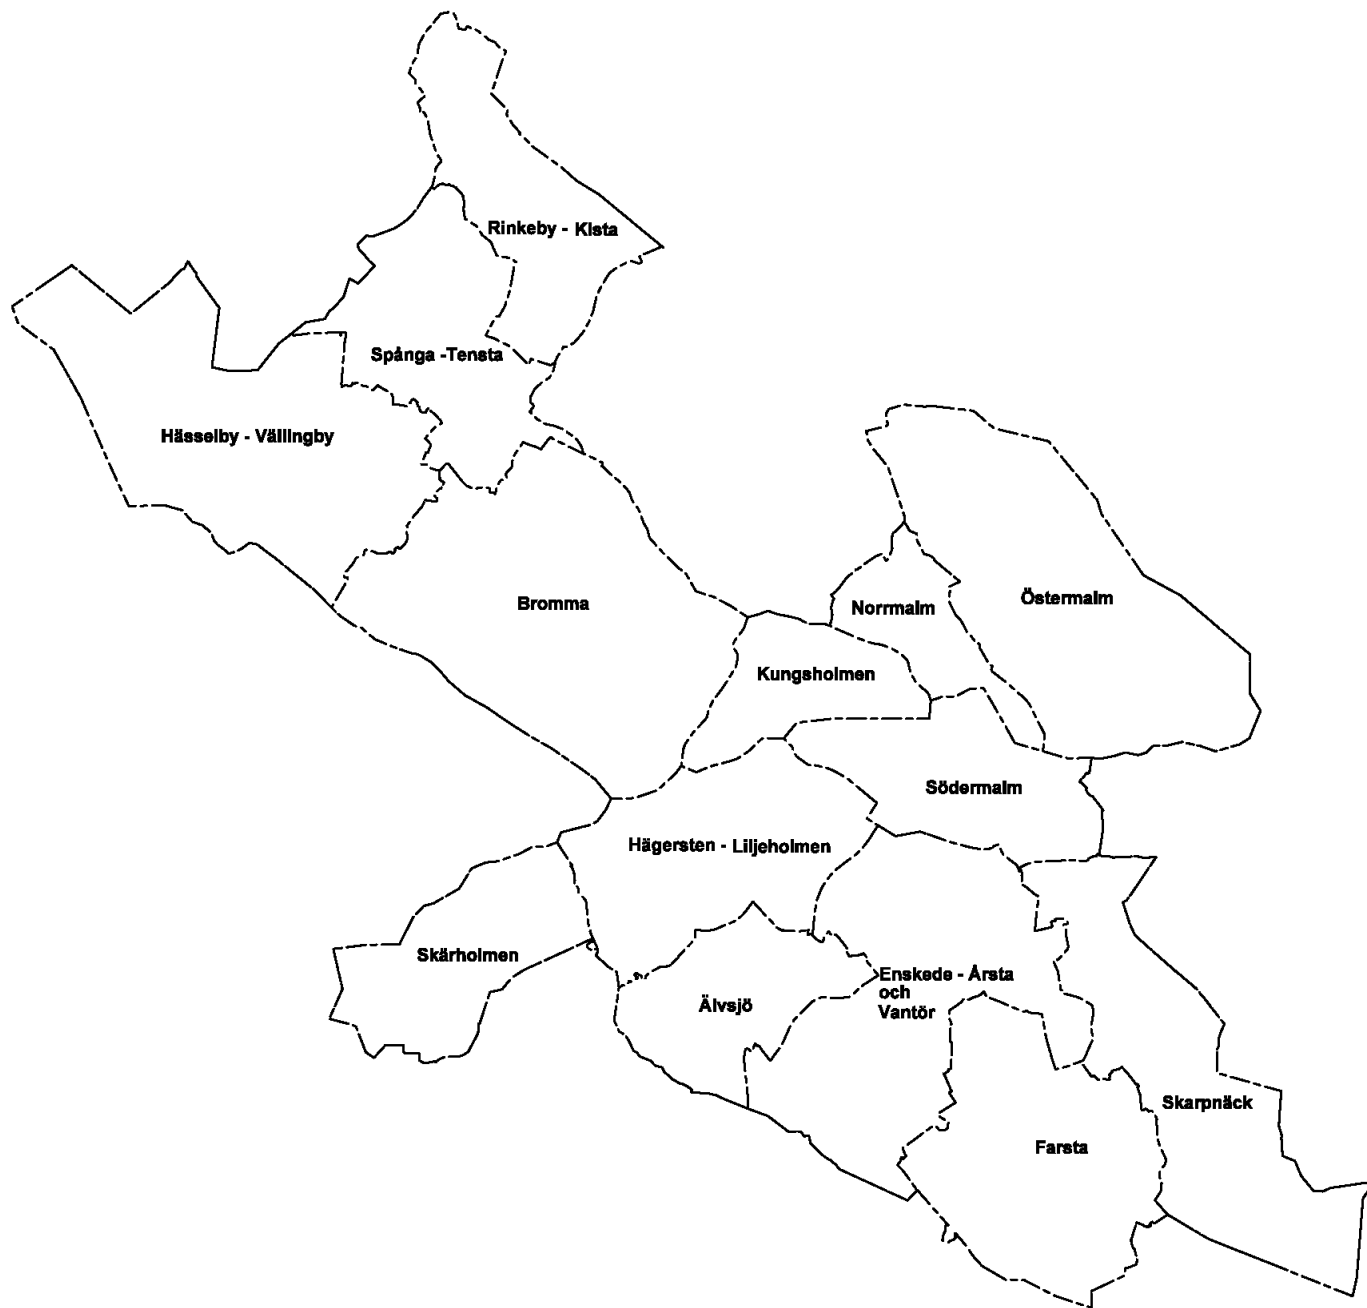 Rinkeby - Kista
Spånga -Tensta
Hässelby - Vällingby
Bromma
Norrmalm
Östermalm
Kungsholmen
Södermalm
Hägersten - Liljeholmen
Skärholmen
Enskede - Årsta
och
Vantör
Älvsjö
Skarpnäck
Farsta